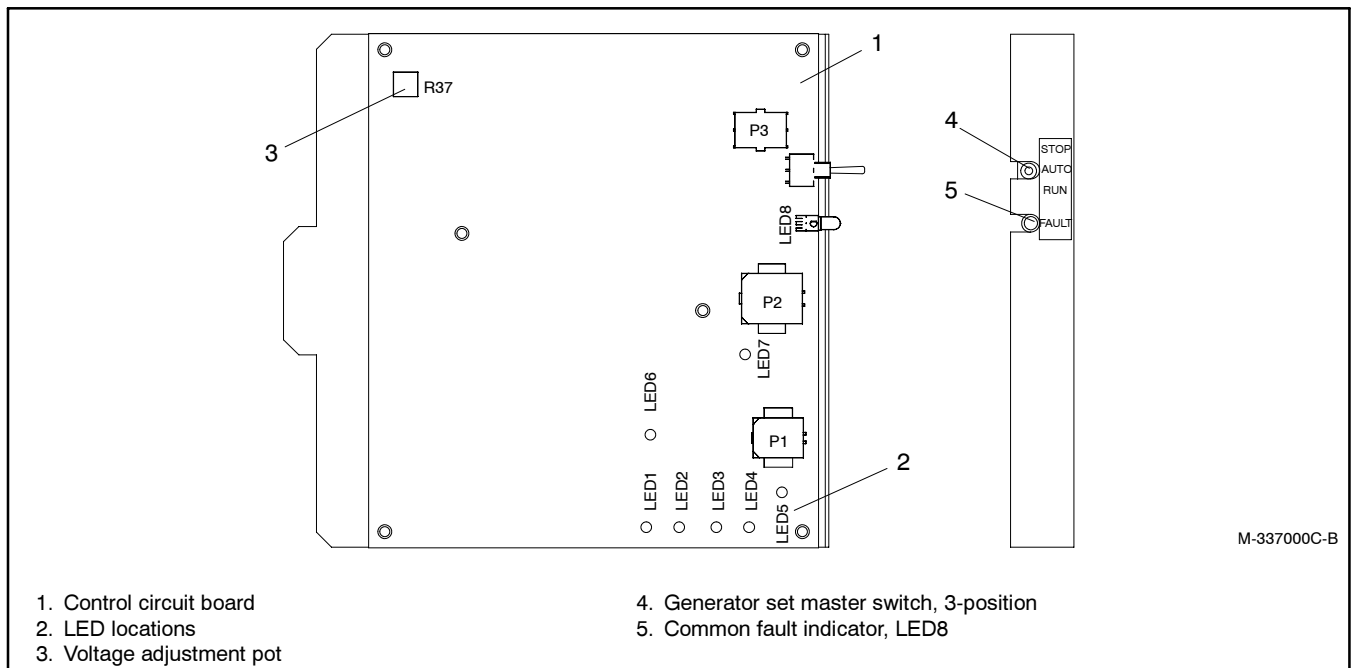 1
R37
3
P3
LED8
P2
LED7
LED6
P1
2
LED1
LED2
LED3
LED4
LED5
4
STOP
AUTO
RUN
5
FAULT
M-337000C-B
1. Control circuit board
2. LED locations
3. Voltage adjustment pot
4. Generator set master switch, 3-position
5. Common fault indicator, LED8